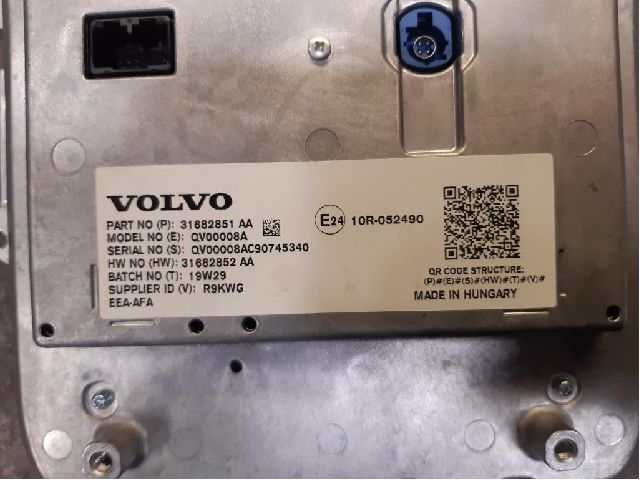 VOLVO
PART NO (P): 31682851 AA
MODEL NO (E): QV00008A
SERIAL NO (S): QV00008AC90745340
HW NO (HW): 31682852 AA
BATCH NO (T): 19W29
SUPPLIER ID (V): R9KWG
EEA-AFA
E24 10R-052490
QR CODE STRUCTURE:
(P)#(E)#(S)#(HW)#(T)#(V)#
MADE IN HUNGARY